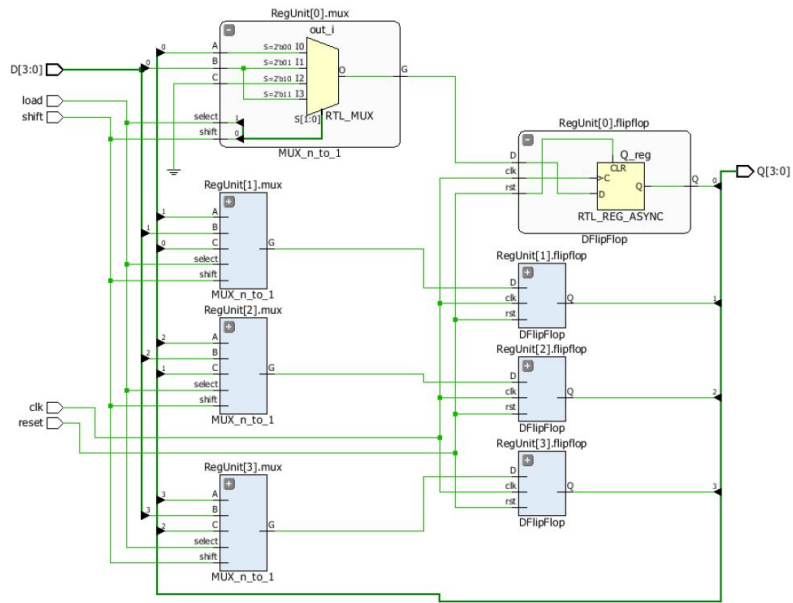 RegUnit[0].mux
out_i
D[3:0]
0
0
A
B
C
S=2'b00 I0
S=2'b01 I1
S=2'b10 I2
S=2'b11 I3
O
G
load
shift
select
shift
1
0
S[1:0]
RTL_MUX
MUX_n_to_1
RegUnit[0].flipflop
D
clk
rst
Q_reg
CLR
C
D
Q
Q
RTL_REG_ASYNC
DFlipFlop
0
Q[3:0]
RegUnit[1].mux
1
1
0
A
B
C
select
shift
G
MUX_n_to_1
RegUnit[1].flipflop
D
clk
rst
Q
1
DFlipFlop
RegUnit[2].mux
2
2
1
A
B
C
select
shift
G
MUX_n_to_1
RegUnit[2].flipflop
D
clk
rst
Q
2
DFlipFlop
clk
reset
RegUnit[3].mux
3
3
2
A
B
C
select
shift
G
MUX_n_to_1
RegUnit[3].flipflop
D
clk
rst
Q
3
DFlipFlop